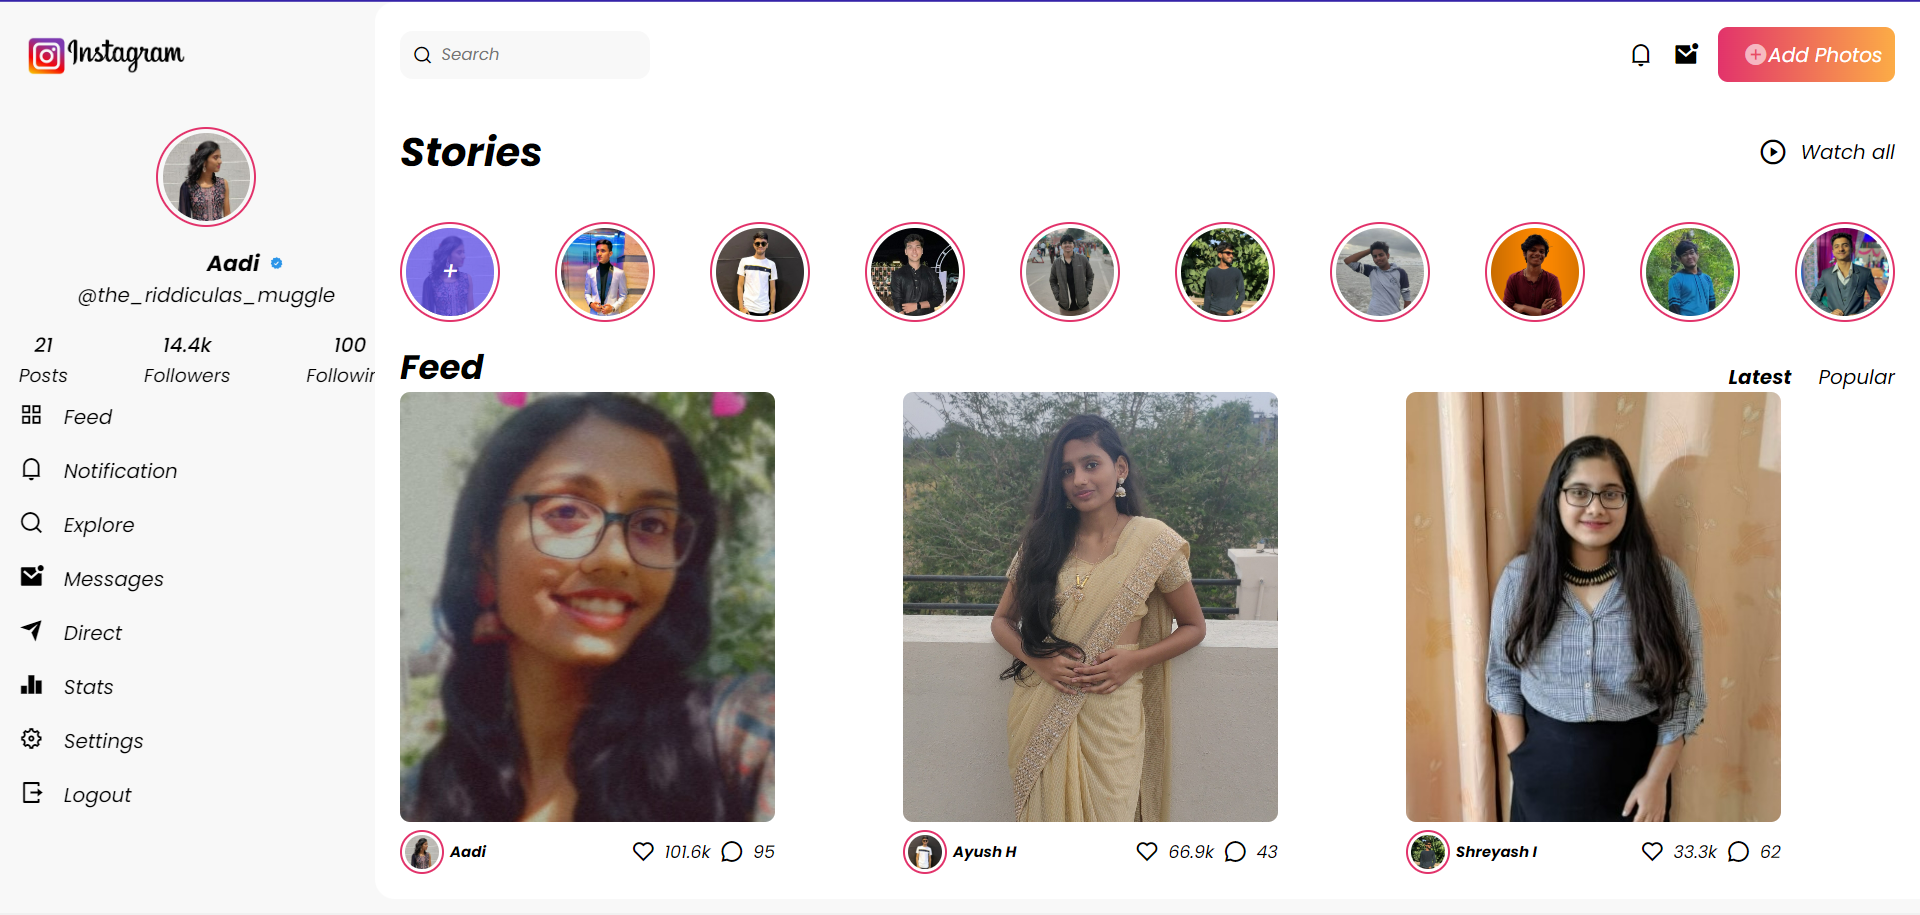 Instagram
Search
Add Photos
Stories
Watch all
+
Aadi
@the_riddiculas_muggle
21
14.4k
100
Posts
Followers
Followin
Feed
Notification
Explore
Messages
Direct
Stats
Settings
Logout
Feed
Latest Popular
Aadi 101.6k 95
Ayush H 66.9k 43
Shreyash I 33.3k 62